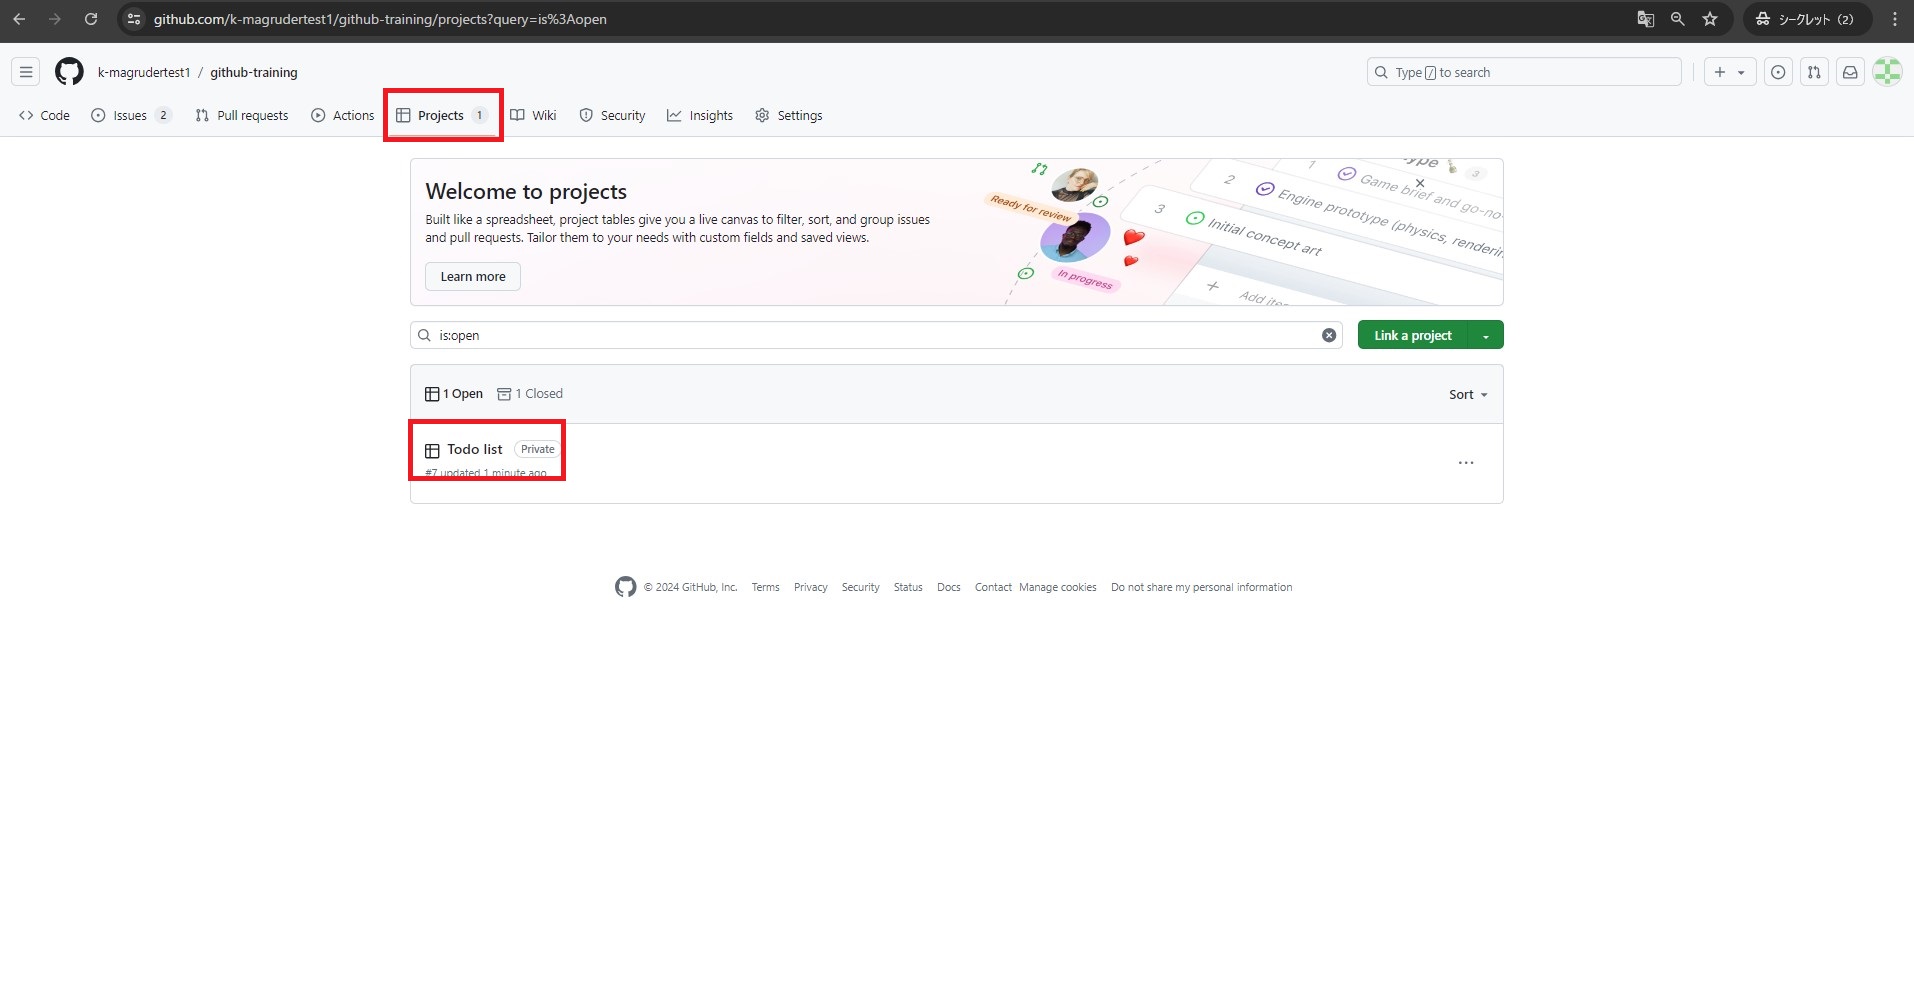 github.com/k-magrudertest1/github-training/projects?query=is%3Aopen
シークレット (2)
k-magrudertest1 / github-training
Type / to search
Code
Issues 2
Pull requests
Actions
Projects 1
Wiki
Security
Insights
Settings
Welcome to projects
Built like a spreadsheet, project tables give you a live canvas to filter, sort, and group issues
and pull requests. Tailor them to your needs with custom fields and saved views.
Learn more
Ready for review
In progress
ype
3
1 Game brief and go-no-
2 Engine prototype (physics, renderin
3 Initial concept art
+ Add ite
is:open
Link a project
1 Open
1 Closed
Sort
Todo list Private
#7 updated 1 minute ago
© 2024 GitHub, Inc. Terms Privacy Security Status Docs Contact Manage cookies Do not share my personal information